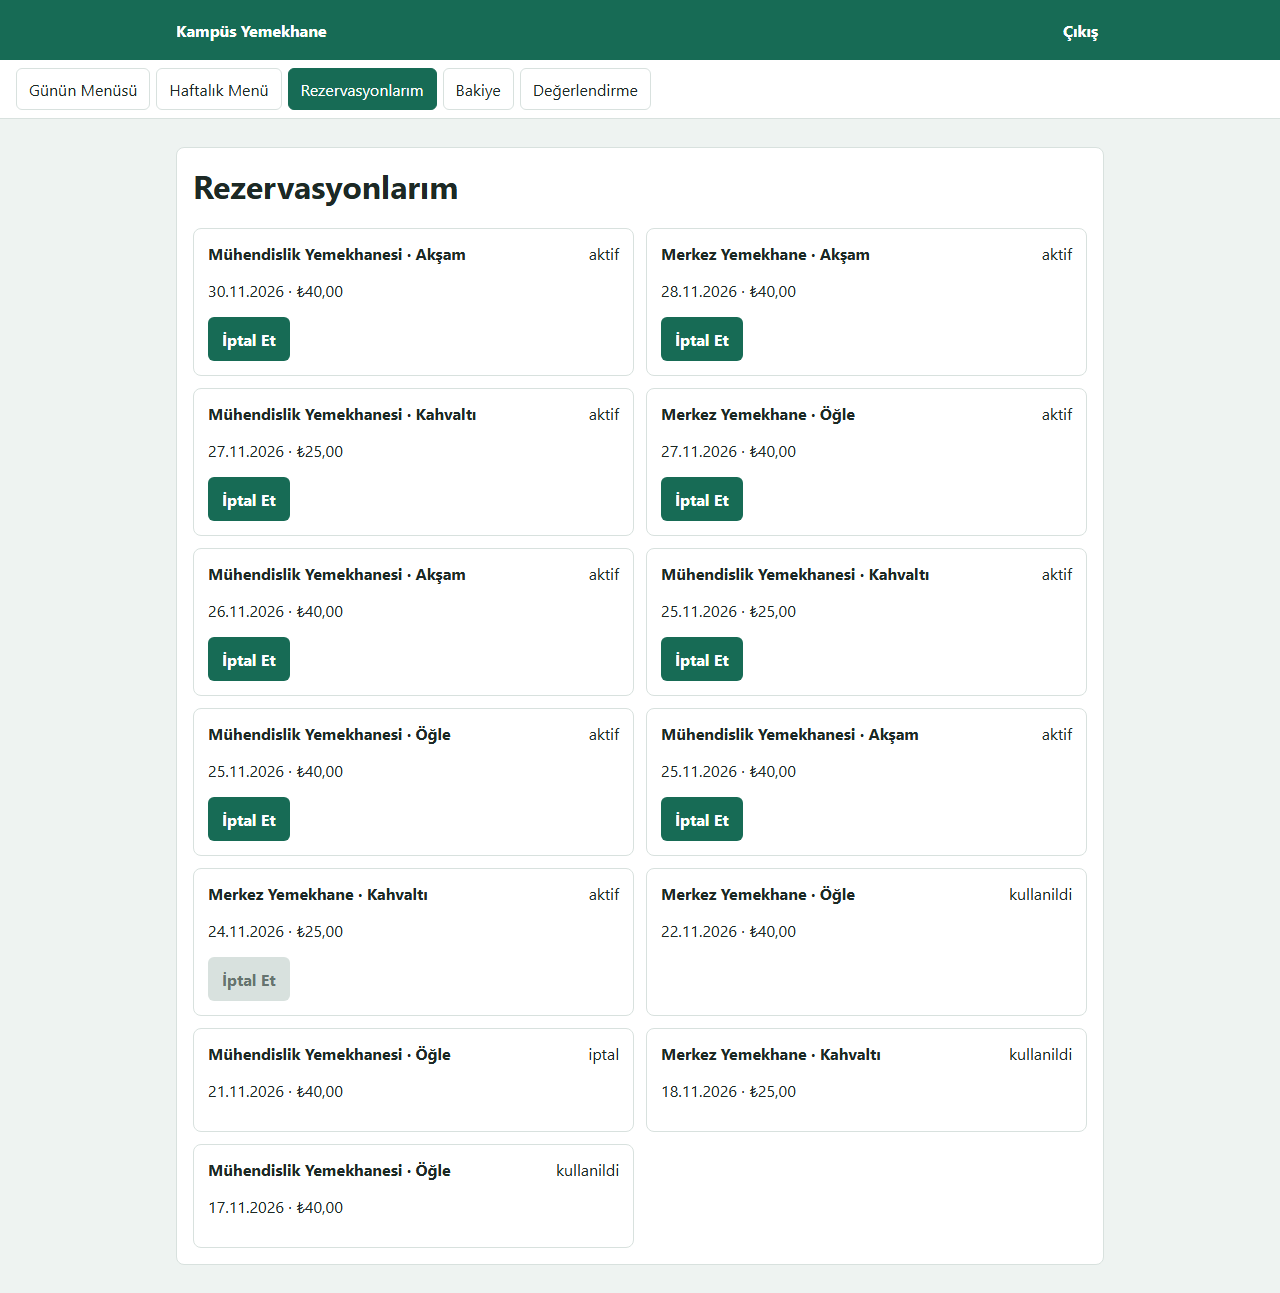 Kampüs Yemekhane
Çıkış
Günün Menüsü
Haftalık Menü
Rezervasyonlarım
Bakiye
Değerlendirme
Rezervasyonlarım
Mühendislik Yemekhanesi · Akşam
aktif
30.11.2026 · ₺40,00
İptal Et
Merkez Yemekhane · Akşam
aktif
28.11.2026 · ₺40,00
İptal Et
Mühendislik Yemekhanesi · Kahvaltı
aktif
27.11.2026 · ₺25,00
İptal Et
Merkez Yemekhane · Öğle
aktif
27.11.2026 · ₺40,00
İptal Et
Mühendislik Yemekhanesi · Akşam
aktif
26.11.2026 · ₺40,00
İptal Et
Mühendislik Yemekhanesi · Kahvaltı
aktif
25.11.2026 · ₺25,00
İptal Et
Mühendislik Yemekhanesi · Öğle
aktif
25.11.2026 · ₺40,00
İptal Et
Mühendislik Yemekhanesi · Akşam
aktif
25.11.2026 · ₺40,00
İptal Et
Merkez Yemekhane · Kahvaltı
aktif
24.11.2026 · ₺25,00
İptal Et
Merkez Yemekhane · Öğle
kullanildi
22.11.2026 · ₺40,00
Mühendislik Yemekhanesi · Öğle
iptal
21.11.2026 · ₺40,00
Merkez Yemekhane · Kahvaltı
kullanildi
18.11.2026 · ₺25,00
Mühendislik Yemekhanesi · Öğle
kullanildi
17.11.2026 · ₺40,00